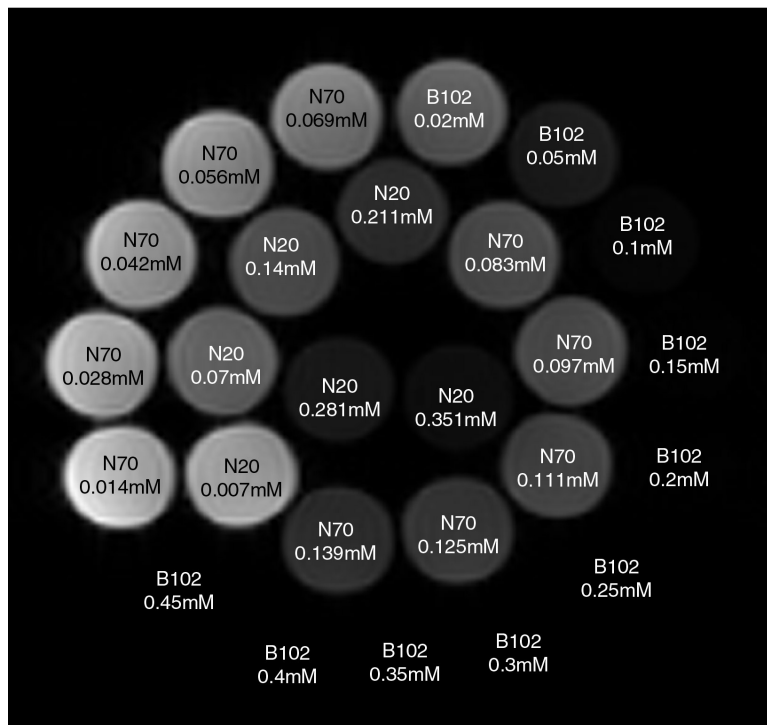 N70
0.069mM
B102
0.02mM
B102
0.05mM
N70
0.056mM
N20
0.211mM
B102
0.1mM
N70
0.042mM
N20
0.14mM
N70
0.083mM
N70
0.028mM
N20
0.07mM
N70
0.097mM
B102
0.15mM
N20
0.281mM
N20
0.351mM
N70
0.014mM
N20
0.007mM
N70
0.111mM
B102
0.2mM
N70
0.139mM
N70
0.125mM
B102
0.45mM
B102
0.25mM
B102
0.4mM
B102
0.35mM
B102
0.3mM